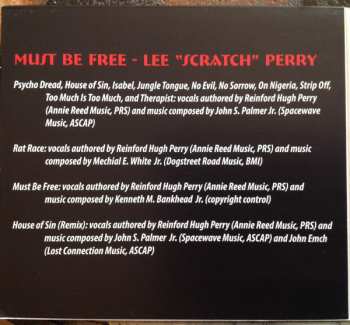 MUST BE FREE - LEE "SCRATCH" PERRY
Psycho Dread, House of Sin, Isabel, Jungle Tongue, No Evil, No Sorrow, On Nigeria, Strip Off,
Too Much Is Too Much, and Therapist: vocals authored by Reinford Hugh Perry
(Annie Reed Music, PRS) and music composed by John S. Palmer Jr. (Spacewave
Music, ASCAP)
Rat Race: vocals authored by Reinford Hugh Perry (Annie Reed Music, PRS) and music
composed by Mechial E. White Jr. (Dogstreet Road Music, BMI)
Must Be Free: vocals authored by Reinford Hugh Perry (Annie Reed Music, PRS) and
music composed by Kenneth M. Bankhead Jr. (copyright control)
House of Sin (Remix): vocals authored by Reinford Hugh Perry (Annie Reed Music, PRS) and
music composed by John S. Palmer Jr. (Spacewave Music, ASCAP) and John Emch
(Lost Connection Music, ASCAP)